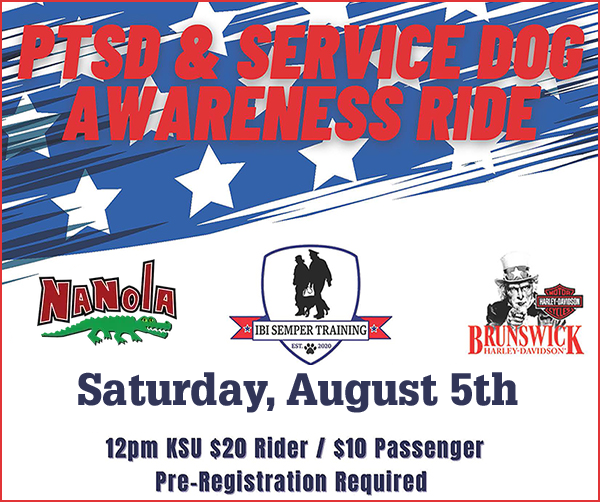 PTSD & SERVICE DOG
AWARENESS RIDE
NANOlA
IBI SEMPER TRAINING
EST. 2020
MOTOR
HARLEY-DAVIDSON
CYCLES
BRUNSWICK
HARLEY-DAVIDSON®
Saturday, August 5th
12pm KSU $20 Rider / $10 Passenger
Pre-Registration Required